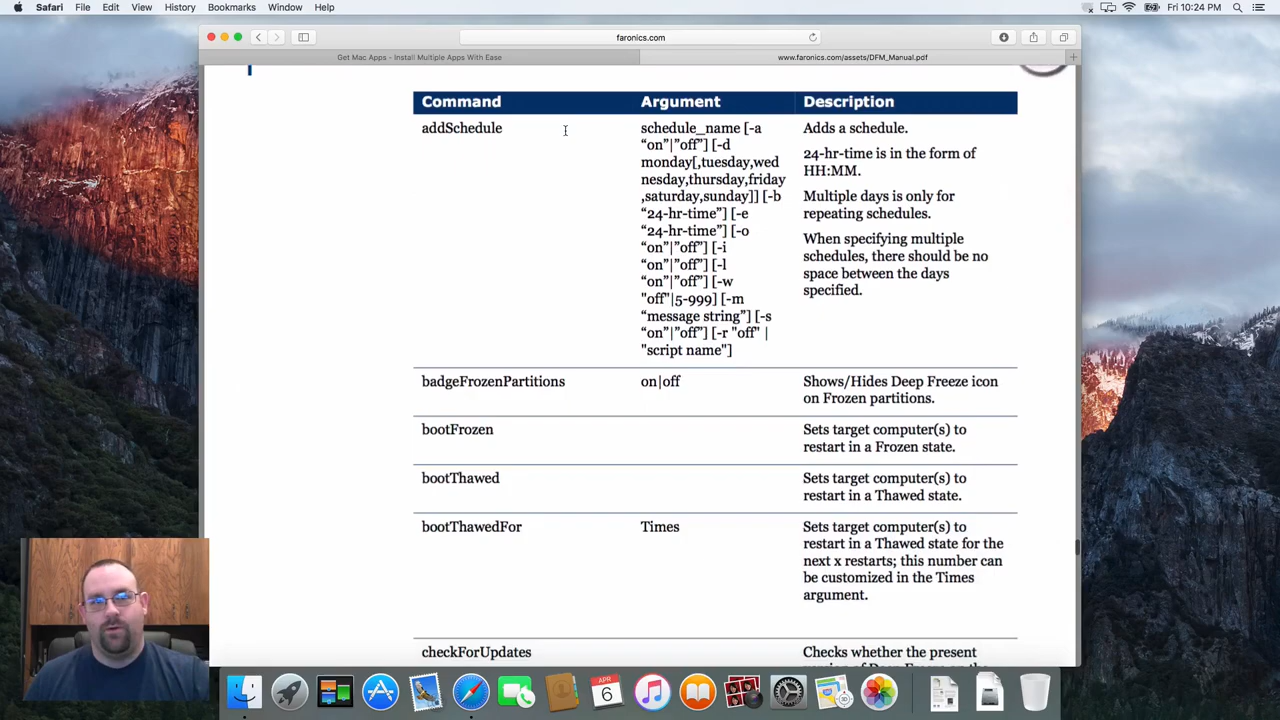 Safari File Edit View History Bookmarks Window Help Fri 10:24 PM
faronics.com
Get Mac Apps - Install Multiple Apps With Ease www.faronics.com/assets/DFM_Manual.pdf
Command Argument Description
addSchedule schedule_name [-a Adds a schedule.
“on”|”off”] [-d
monday[,tuesday,wed
nesday,thursday,friday
,saturday,sunday]] [-b
“24-hr-time”] [-e
“24-hr-time”] [-o
“on”|”off”] [-i
“on”|”off”] [-l
“on”|”off”] [-w
"off"|5-999] [-m
“message string”] [-s
“on”|”off”] [-r "off" |
"script name"]
24-hr-time is in the form of
HH:MM.
Multiple days is only for
repeating schedules.
When specifying multiple
schedules, there should be no
space between the days
specified.
badgeFrozenPartitions on|off Shows/Hides Deep Freeze icon
on Frozen partitions.
bootFrozen Sets target computer(s) to
restart in a Frozen state.
bootThawed Sets target computer(s) to
restart in a Thawed state.
bootThawedFor Times Sets target computer(s) to
restart in a Thawed state for the
next x restarts; this number can
be customized in the Times
argument.
checkForUpdates Checks whether the present
version of Deep Freeze on the
APR
6